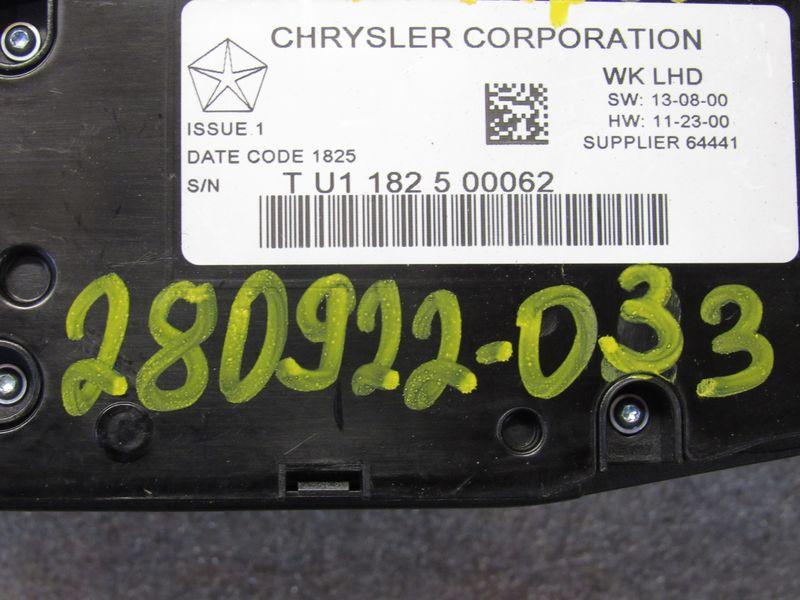 CHRYSLER CORPORATION
WK LHD
SW: 13-08-00
HW: 11-23-00
SUPPLIER 64441
ISSUE 1
DATE CODE 1825
S/N T U1 182 5 00062
280922-033